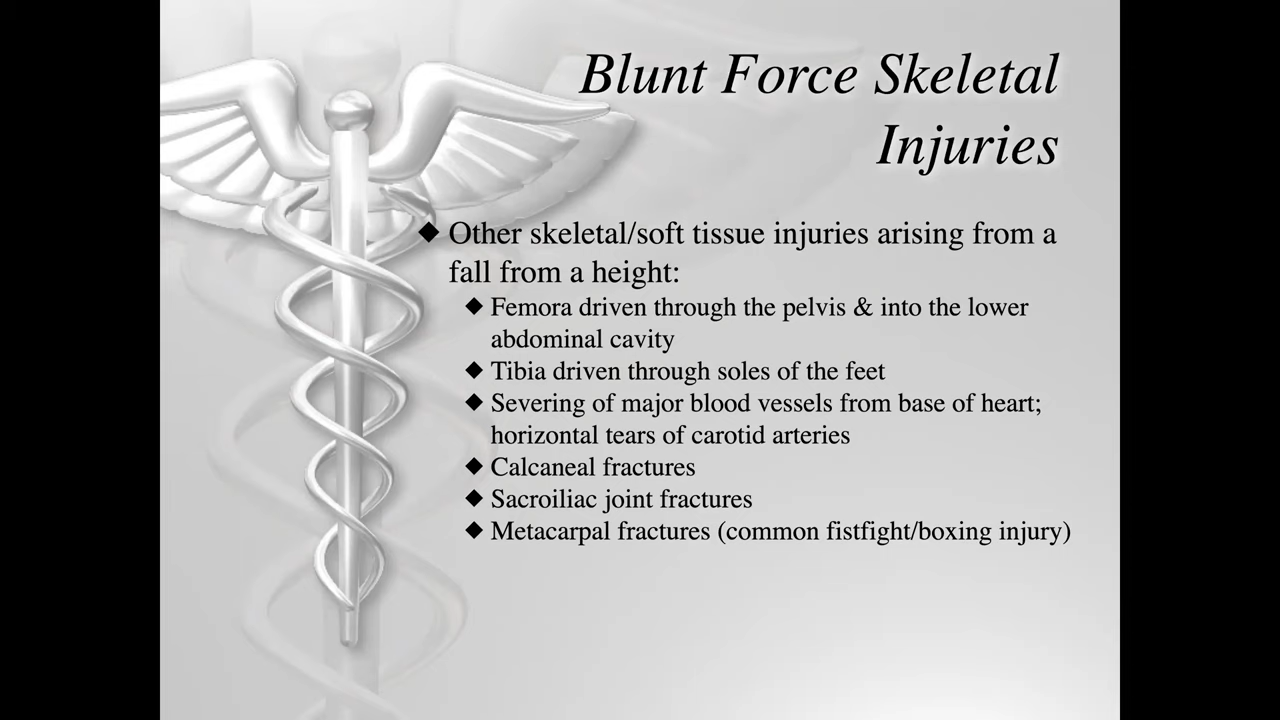 Blunt Force Skeletal
Injuries
◆ Other skeletal/soft tissue injuries arising from a
fall from a height:
◆ Femora driven through the pelvis & into the lower
abdominal cavity
◆ Tibia driven through soles of the feet
◆ Severing of major blood vessels from base of heart;
horizontal tears of carotid arteries
◆ Calcaneal fractures
◆ Sacroiliac joint fractures
◆ Metacarpal fractures (common fistfight/boxing injury)